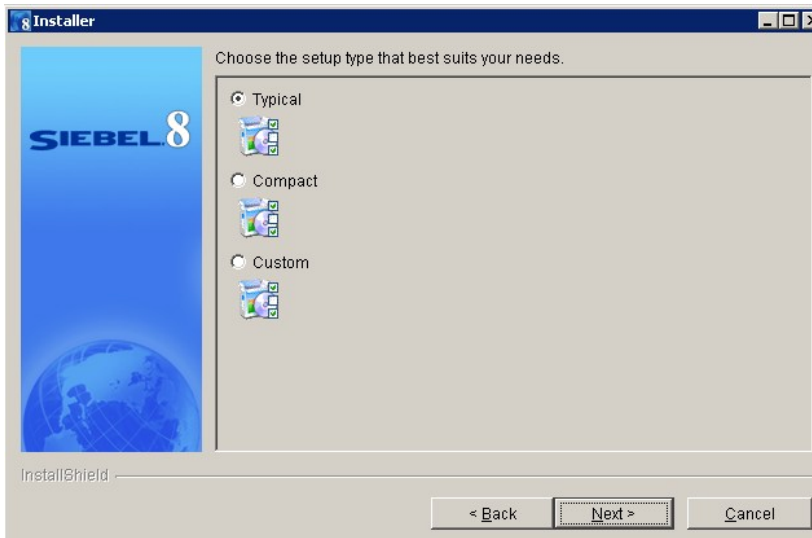 8 Installer
Choose the setup type that best suits your needs.
SIEBEL.8
Typical
Compact
Custom
InstallShield
< Back
Next >
Cancel